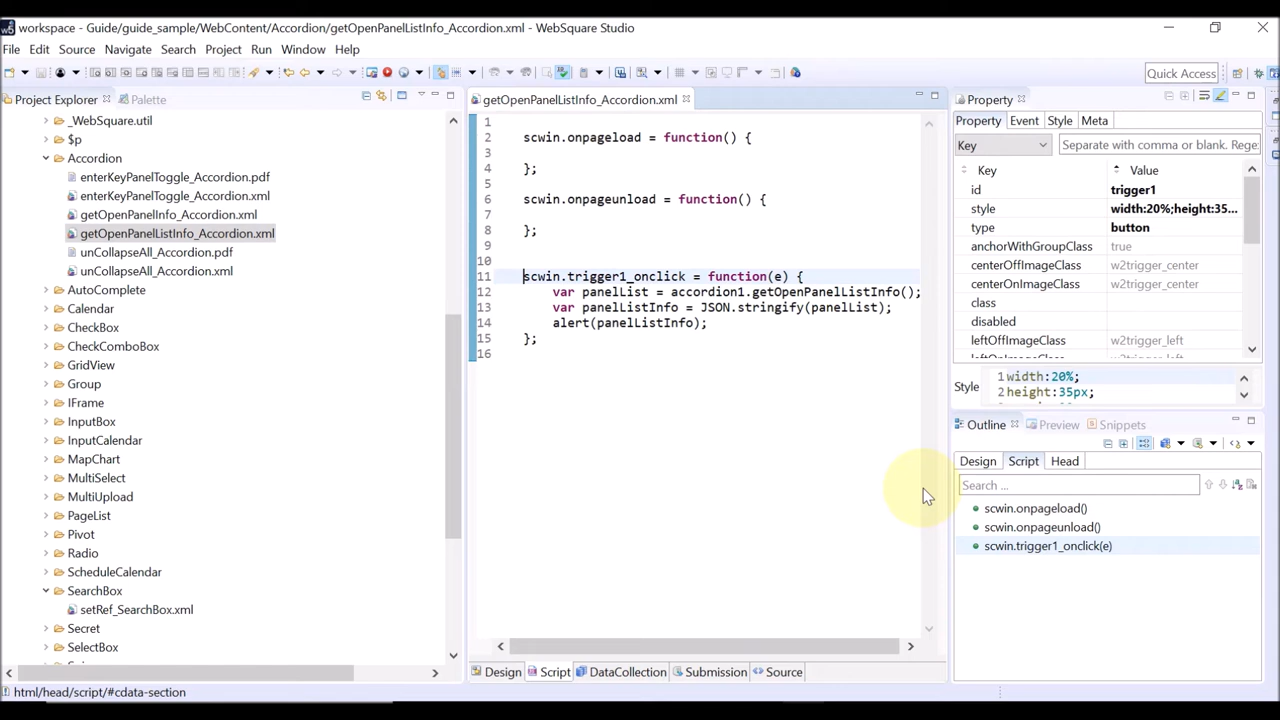 workspace - Guide/guide_sample/WebContent/Accordion/getOpenPanelListInfo_Accordion.xml - WebSquare Studio
File Edit Source Navigate Search Project Run Window Help
Quick Access
Project Explorer Palette
_WebSquare.util
$p
Accordion
enterKeyPanelToggle_Accordion.pdf
enterKeyPanelToggle_Accordion.xml
getOpenPanelInfo_Accordion.xml
getOpenPanelListInfo_Accordion.xml
unCollapseAll_Accordion.pdf
unCollapseAll_Accordion.xml
AutoComplete
Calendar
CheckBox
CheckComboBox
GridView
Group
IFrame
InputBox
InputCalendar
MapChart
MultiSelect
MultiUpload
PageList
Pivot
Radio
ScheduleCalendar
SearchBox
setRef_SearchBox.xml
Secret
SelectBox
getOpenPanelListInfo_Accordion.xml
1
2 scwin.onpageload = function() {
3
4 };
5
6 scwin.onpageunload = function() {
7
8 };
9
10
11 scwin.trigger1_onclick = function(e) {
12 var panelList = accordion1.getOpenPanelListInfo();
13 var panelListInfo = JSON.stringify(panelList);
14 alert(panelListInfo);
15 };
16
Design Script DataCollection Submission Source
Property
Property Event Style Meta
Key Separate with comma or blank. Rege:
Key Value
id trigger1
style width:20%;height:35...
type button
anchorWithGroupClass true
centerOffImageClass w2trigger_center
centerOnImageClass w2trigger_center
class
disabled
leftOffImageClass w2trigger_left
Style 1 width:20%;
2 height:35px;
Outline Preview Snippets
Design Script Head
Search ...
scwin.onpageload()
scwin.onpageunload()
scwin.trigger1_onclick(e)
html/head/script/#cdata-section